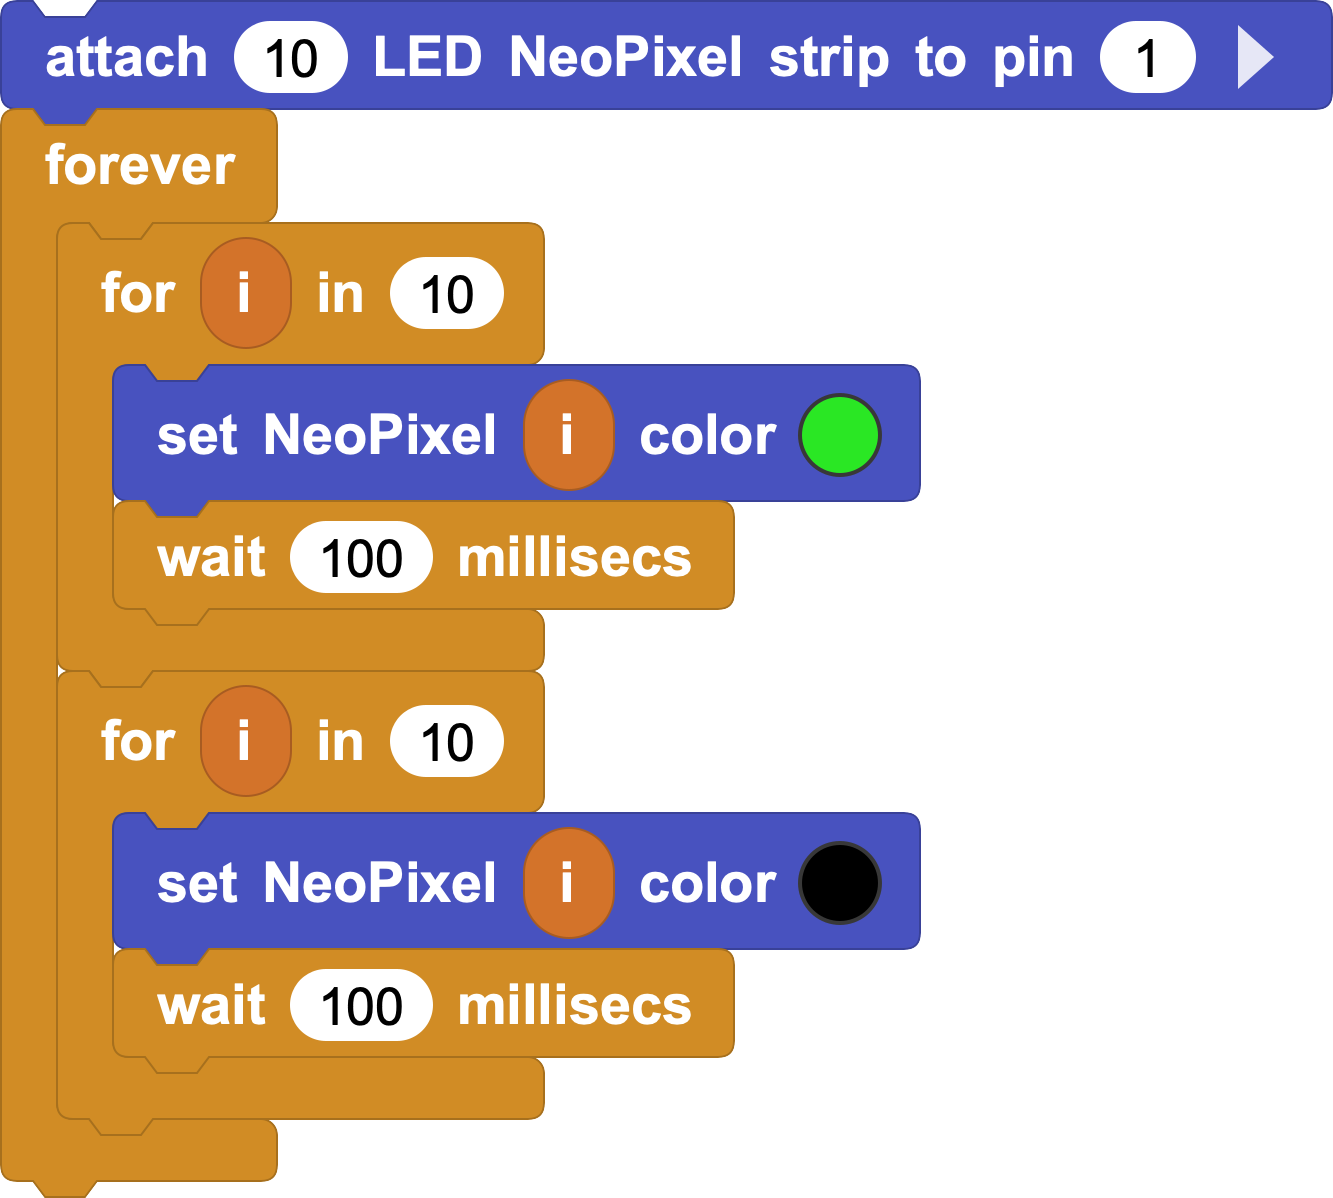 attach 10 LED NeoPixel strip to pin 1
forever
for i in 10
set NeoPixel i color
wait 100 millisecs
for i in 10
set NeoPixel i color
wait 100 millisecs